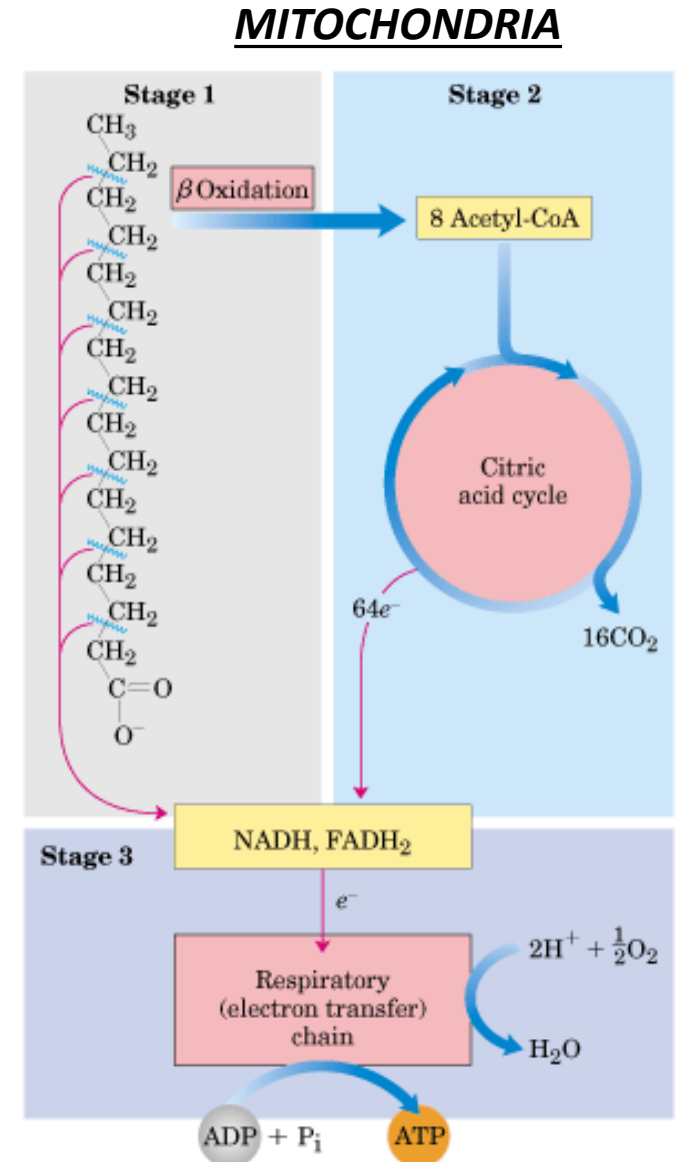 MITOCHONDRIA
Stage 1
CH₃
CH₂
CH₂
CH₂
CH₂
CH₂
CH₂
CH₂
CH₂
CH₂
CH₂
CH₂
CH₂
CH₂
CH₂
C=O
O⁻
β Oxidation
Stage 2
8 Acetyl-CoA
Citric
acid cycle
64e⁻
16CO₂
NADH, FADH₂
Stage 3
e⁻
Respiratory
(electron transfer)
chain
2H⁺ + ½O₂
H₂O
ADP + Pᵢ
ATP